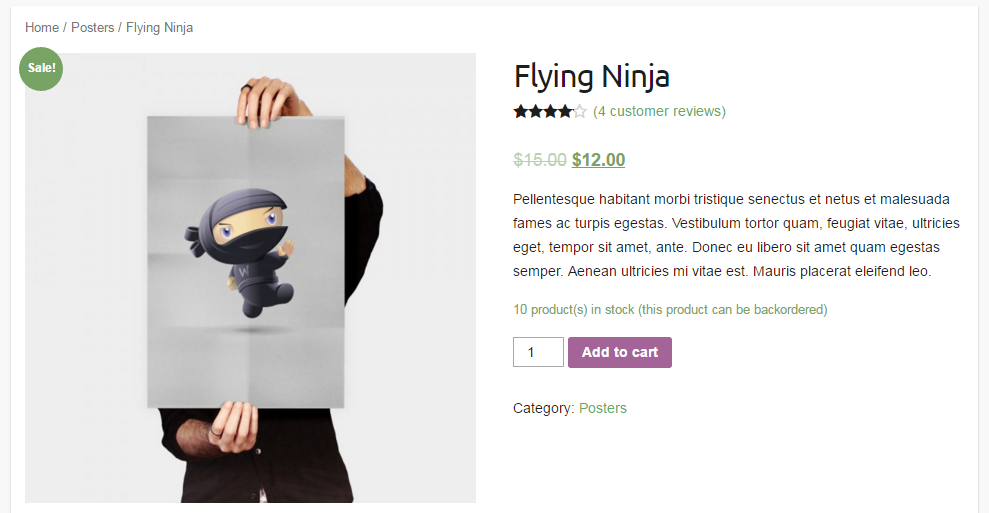 Home / Posters / Flying Ninja
Sale!
W
Flying Ninja
(4 customer reviews)
$15.00 $12.00
Pellentesque habitant morbi tristique senectus et netus et malesuada
fames ac turpis egestas. Vestibulum tortor quam, feugiat vitae, ultricies
eget, tempor sit amet, ante. Donec eu libero sit amet quam egestas
semper. Aenean ultricies mi vitae est. Mauris placerat eleifend leo.
10 product(s) in stock (this product can be backordered)
1 Add to cart
Category: Posters